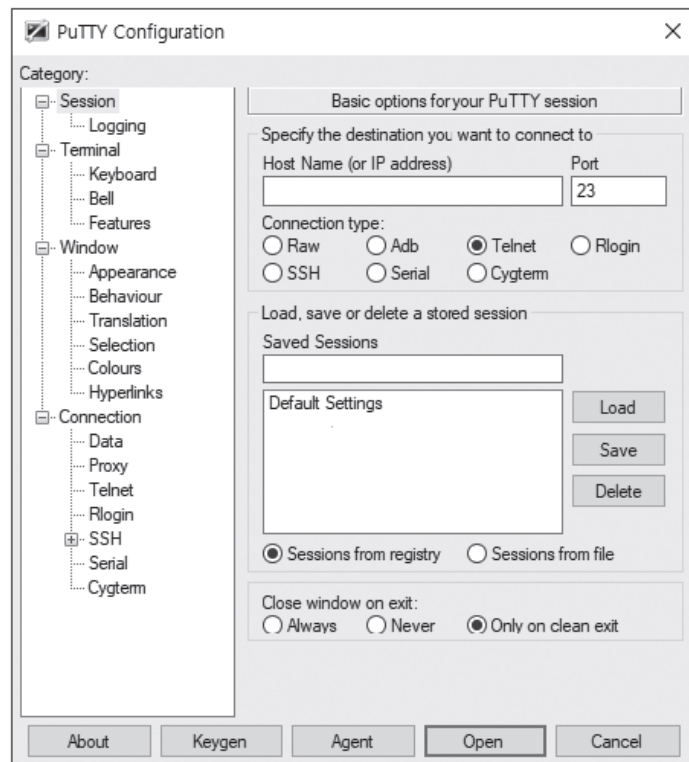 PuTTY Configuration
Category:
Session
Logging
Terminal
Keyboard
Bell
Features
Window
Appearance
Behaviour
Translation
Selection
Colours
Hyperlinks
Connection
Data
Proxy
Telnet
Rlogin
SSH
Serial
Cygterm
Basic options for your PuTTY session
Specify the destination you want to connect to
Host Name (or IP address) Port
23
Connection type:
Raw Adb Telnet Rlogin
SSH Serial Cygterm
Load, save or delete a stored session
Saved Sessions
Default Settings
Load
Save
Delete
Sessions from registry Sessions from file
Close window on exit:
Always Never Only on clean exit
About Keygen Agent Open Cancel